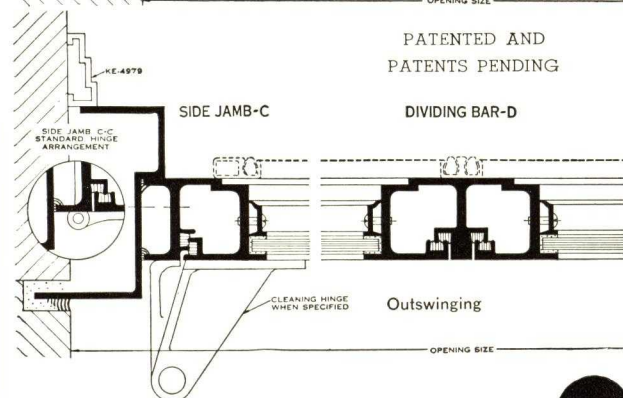 OPENING SIZE
PATENTED AND
PATENTS PENDING
KE-4979
SIDE JAMB-C
DIVIDING BAR-D
SIDE JAMB C-C
STANDARD HINGE
ARRANGEMENT
CLEANING HINGE
WHEN SPECIFIED
Outswinging
OPENING SIZE